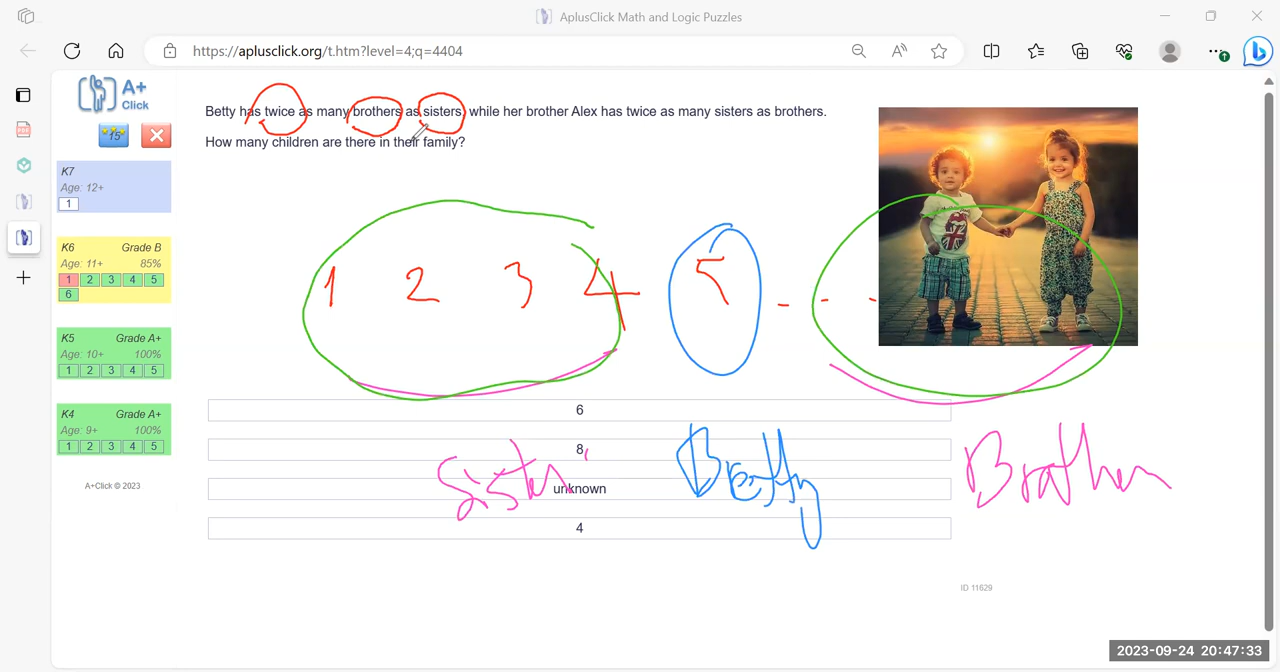 AplusClick Math and Logic Puzzles
https://aplusclick.org/t.htm?level=4;q=4404
A+
Click
15
Betty has twice as many brothers as sisters, while her brother Alex has twice as many sisters as brothers.
How many children are there in their family?
K7
Age: 12+
1
K6 Grade B
Age: 11+ 85%
1 2 3 4 5
6
K5 Grade A+
Age: 10+ 100%
1 2 3 4 5
K4 Grade A+
Age: 9+ 100%
1 2 3 4 5
A+Click © 2023
1 2 3 4 5 - - -
6
8
unknown
4
Sister
Betty
Brother
ID 11629
2023-09-24 20:47:33